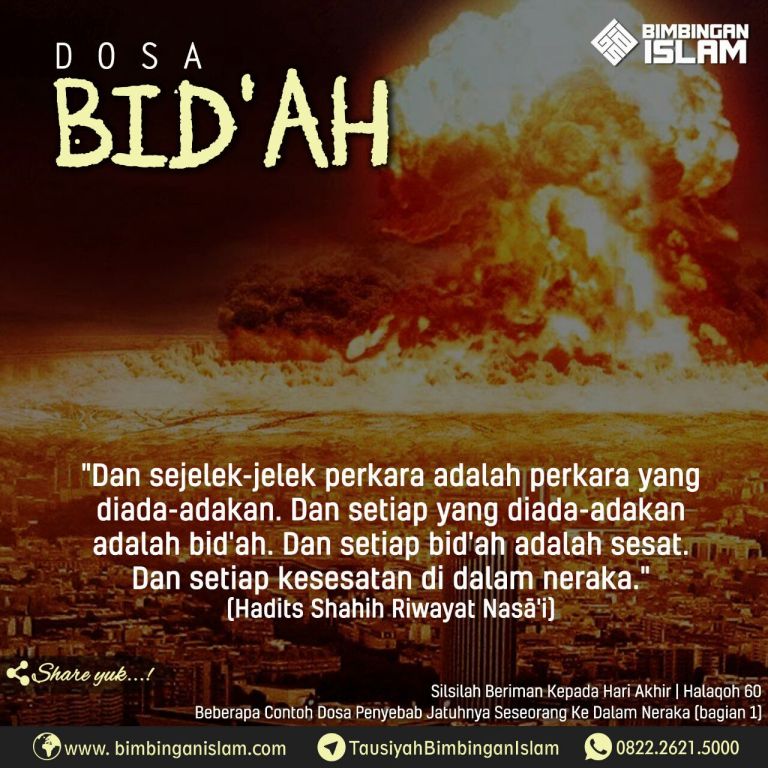 DOSA
BID'AH
BIMBINGAN
ISLAM
"Dan sejelek-jelek perkara adalah perkara yang
diada-adakan. Dan setiap yang diada-adakan
adalah bid'ah. Dan setiap bid'ah adalah sesat.
Dan setiap kesesatan di dalam neraka."
(Hadits Shahih Riwayat Nasā'i)
Share yuk...!
Silsilah Beriman Kepada Hari Akhir | Halaqoh 60
Beberapa Contoh Dosa Penyebab Jatuhnya Seseorang Ke Dalam Neraka (bagian 1)
www. bimbinganislam.com TausiyahBimbinganIslam 0822.2621.5000